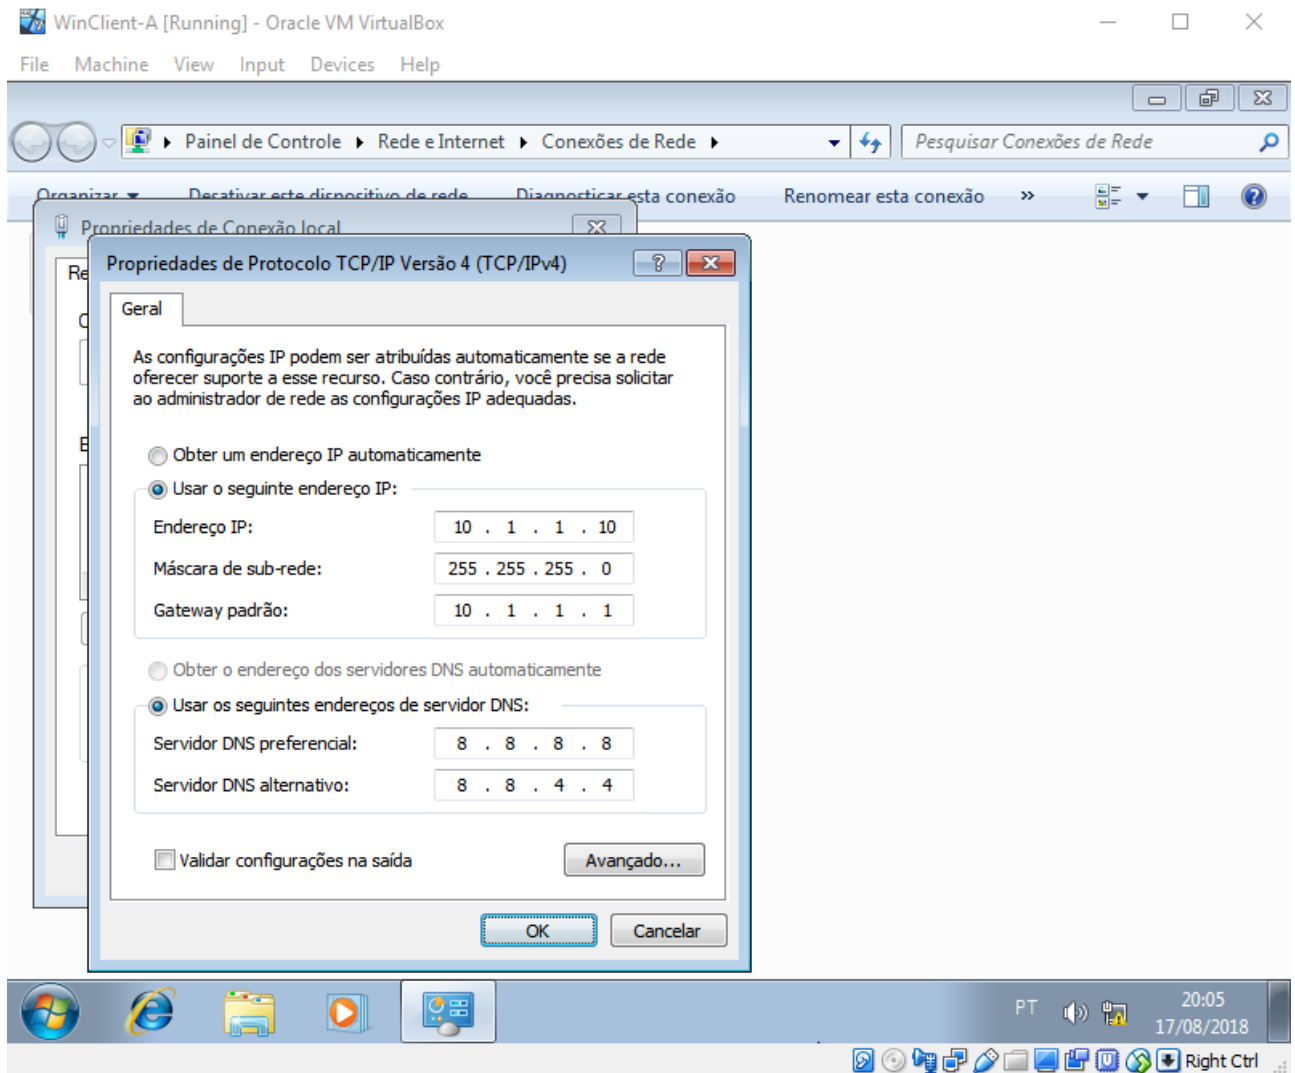 WinClient-A [Running] - Oracle VM VirtualBox
File Machine View Input Devices Help
Painel de Controle Rede e Internet Conexões de Rede
Pesquisar Conexões de Rede
Organizar Desativar este dispositivo de rede Diagnosticar esta conexão Renomear esta conexão »
Propriedades de Conexão local
Propriedades de Protocolo TCP/IP Versão 4 (TCP/IPv4)
Geral
As configurações IP podem ser atribuídas automaticamente se a rede
oferecer suporte a esse recurso. Caso contrário, você precisa solicitar
ao administrador de rede as configurações IP adequadas.
Obter um endereço IP automaticamente
Usar o seguinte endereço IP:
Endereço IP: 10 . 1 . 1 . 10
Máscara de sub-rede: 255 . 255 . 255 . 0
Gateway padrão: 10 . 1 . 1 . 1
Obter o endereço dos servidores DNS automaticamente
Usar os seguintes endereços de servidor DNS:
Servidor DNS preferencial: 8 . 8 . 8 . 8
Servidor DNS alternativo: 8 . 8 . 4 . 4
Validar configurações na saída
Avançado...
OK Cancelar
PT
20:05
17/08/2018
Right Ctrl